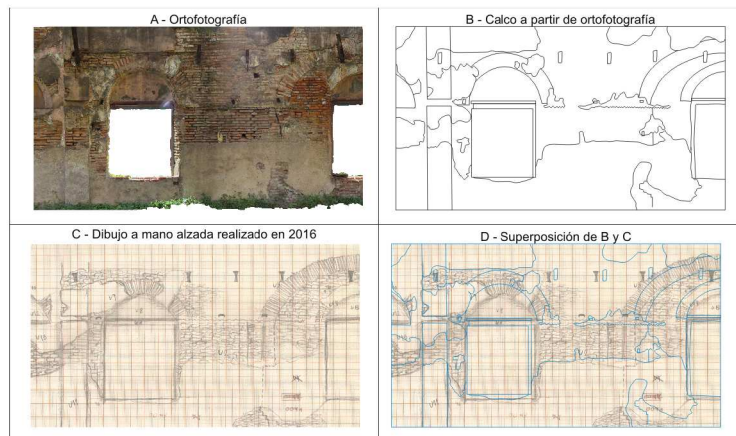 A - Ortofotografía
B - Calco a partir de ortofotografía
C - Dibujo a mano alzada realizado en 2016
D - Superposición de B y C